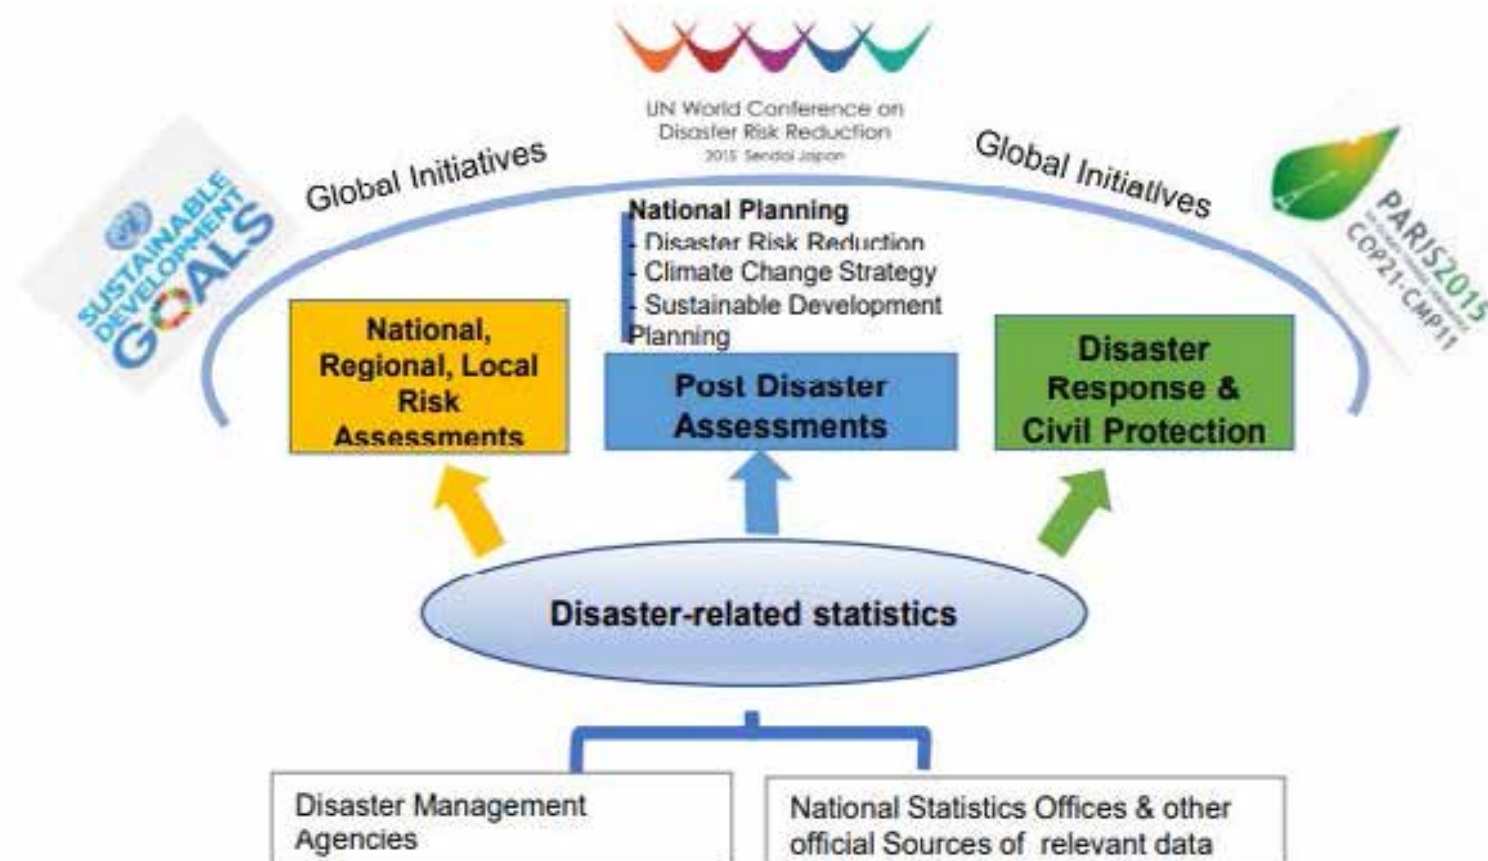 UN World Conference on
Disaster Risk Reduction
2015 Sendai Japan
Global Initiatives
Global Initiatives
SUSTAINABLE
DEVELOPMENT
GOALS
PARIS2015
COP21·CMP11
National Planning
- Disaster Risk Reduction
- Climate Change Strategy
- Sustainable Development
Planning
National,
Regional, Local
Risk
Assessments
Post Disaster
Assessments
Disaster
Response &
Civil Protection
Disaster-related statistics
Disaster Management
Agencies
National Statistics Offices & other
official Sources of relevant data